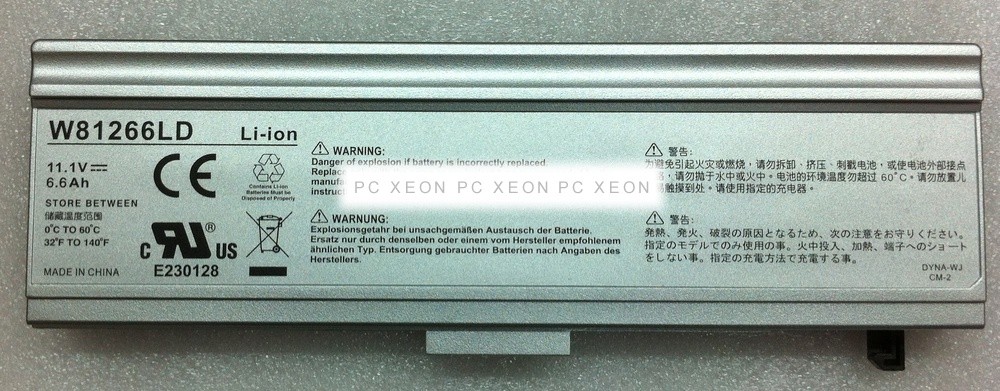 W81266LD
Li-ion
11.1V
6.6Ah
STORE BETWEEN
储藏温度范围
0°C TO 60°C
32°F TO 140°F
MADE IN CHINA
CE
C RU® US
E230128
Contains Li-ion
Batteries Must be
Disposed of Properly
WARNING:
Danger of explosion if battery is incorrectly replaced.
Replace
manufa
instruct
PC XEON PC XEON PC XEON
WARNUNG:
Explosionsgefahr bei unsachgemäßen Austausch der Batterie.
Ersatz nur durch denselben oder einem vom Hersteller empfohlenem
ähnlichen Typ. Entsorgung gebrauchter Batterien nach Angaben des
Herstellers.
警告:
为避免引起火灾或燃烧，请勿拆卸、挤压、刺戳电池，或使电池外部接点
，请勿抛于水中或火中。电池的环境温度勿超过 60°C。请勿放置儿
易触摸到处。请使用指定的充电器。
警告:
発熱、発火、破裂の原因となるため、次の注意をお守りください。
指定のモデルでのみ使用の事。火中投入、加熱、端子へのショート
をしない事。指定の充電方法で充電する事。
DYNA-WJ
CM-2